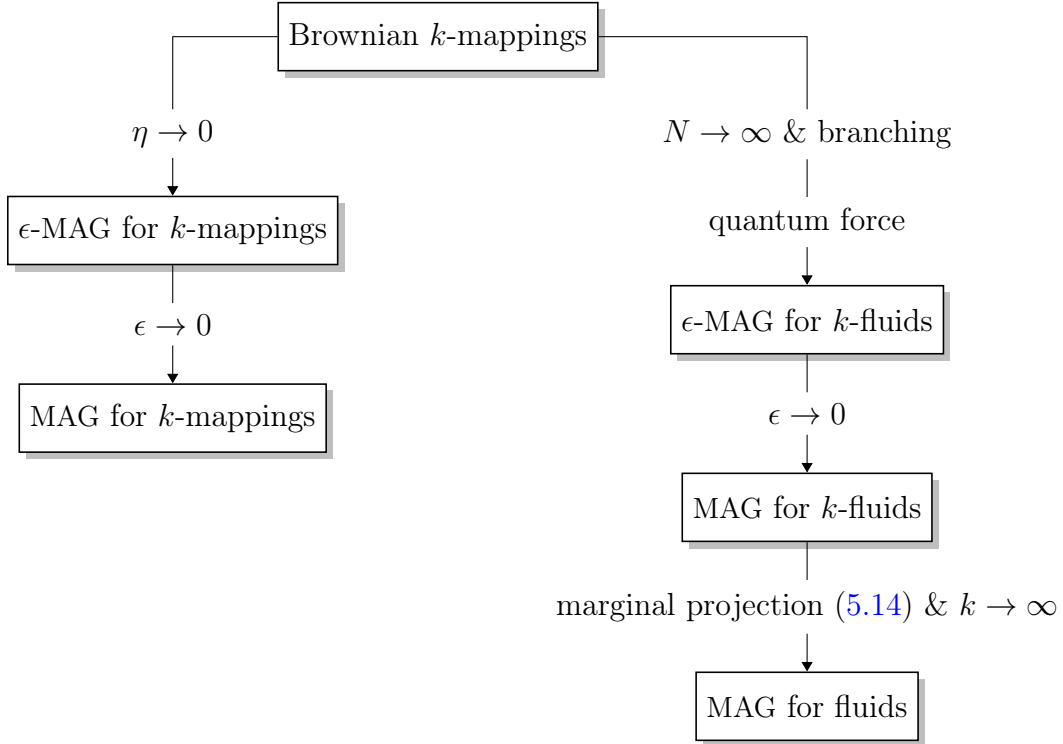 Brownian k-mappings
η → 0
N → ∞ & branching
ϵ-MAG for k-mappings
quantum force
ϵ → 0
ϵ-MAG for k-fluids
MAG for k-mappings
ϵ → 0
MAG for k-fluids
marginal projection (5.14) & k → ∞
MAG for fluids